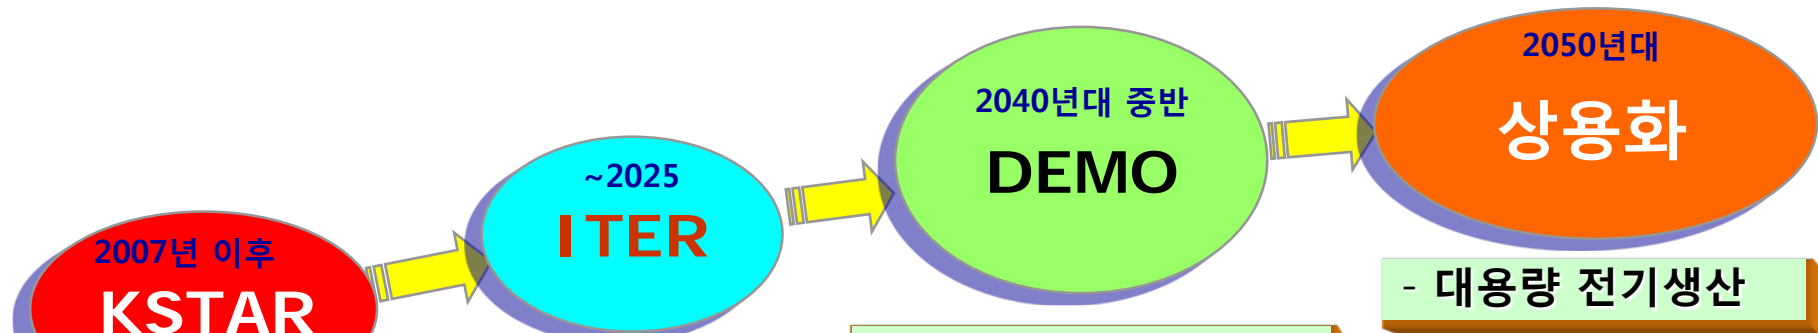 2007년 이후
KSTAR
~2025
ITER
2040년대 중반
DEMO
2050년대
상용화
- 대용량 전기생산